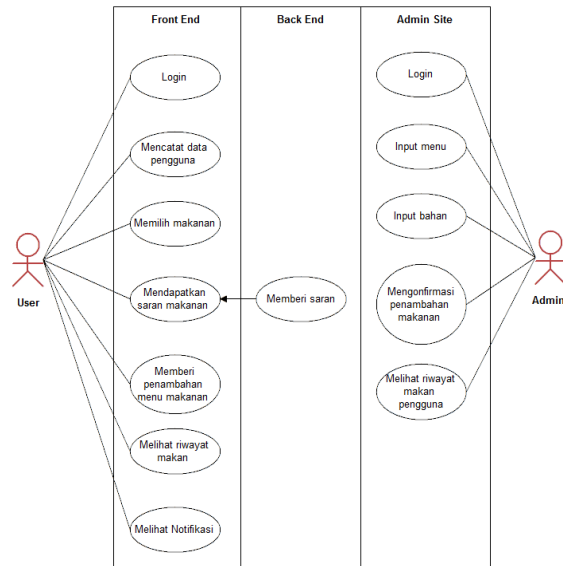 Front End
Back End
Admin Site
Login
Mencatat data
pengguna
Memilih makanan
Mendapatkan
saran makanan
Memberi
penambahan
menu makanan
Melihat riwayat
makan
Melihat Notifikasi
Memberi saran
Login
Input menu
Input bahan
Mengonfirmasi
penambahan
makanan
Melihat riwayat
makan
pengguna
User
Admin